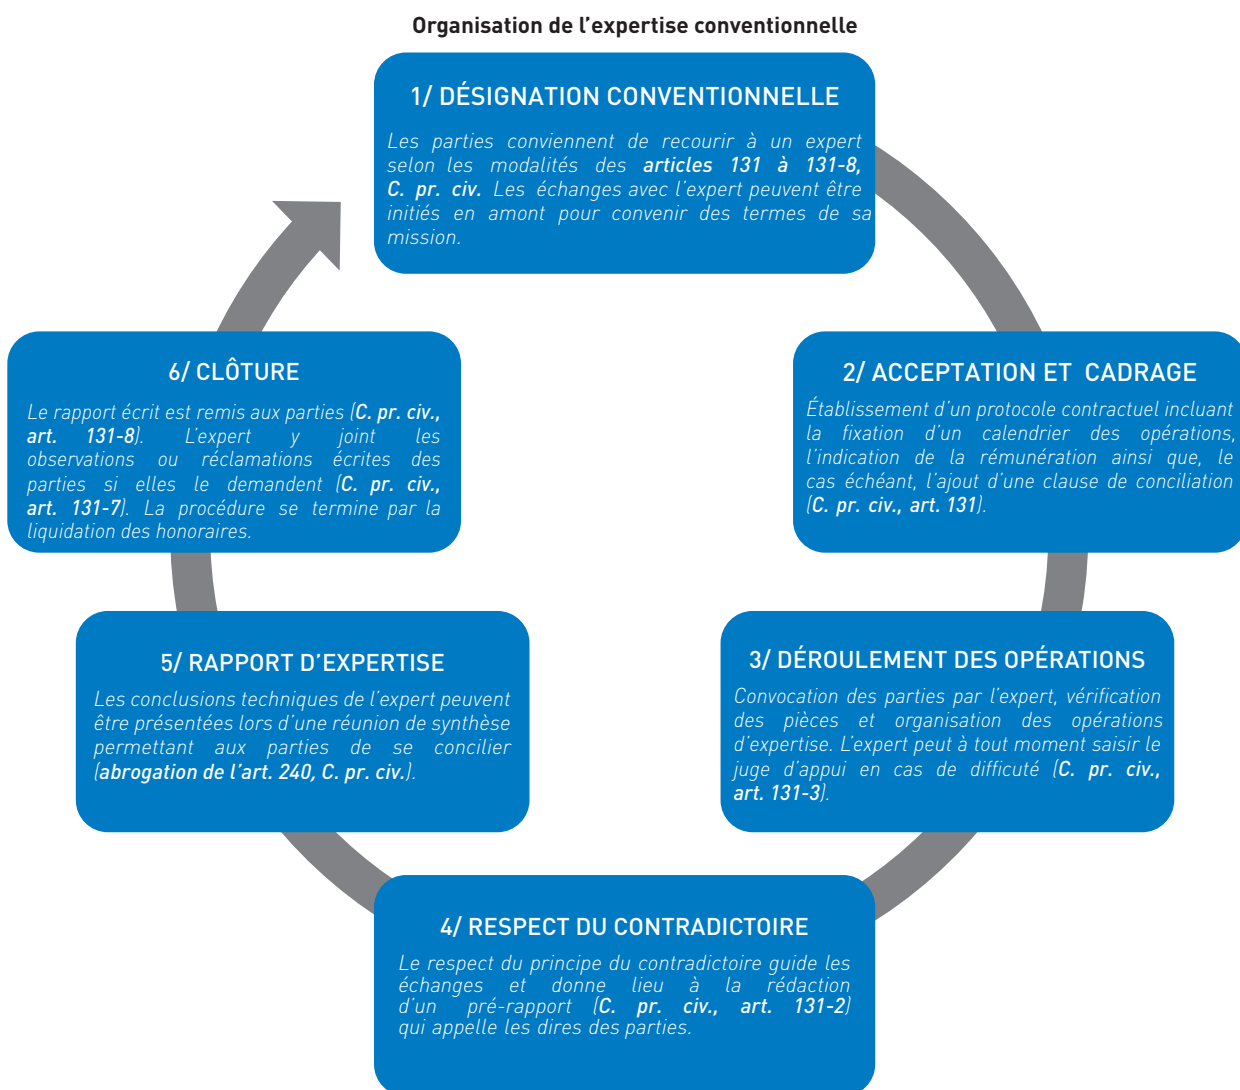 Organisation de l’expertise conventionnelle
1/ DÉSIGNATION CONVENTIONNELLE
Les parties conviennent de recourir à un expert
selon les modalités des articles 131 à 131-8,
C. pr. civ. Les échanges avec l’expert peuvent être
initiés en amont pour convenir des termes de sa
mission.
2/ ACCEPTATION ET CADRAGE
Établissement d’un protocole contractuel incluant
la fixation d’un calendrier des opérations,
l’indication de la rémunération ainsi que, le
cas échéant, l’ajout d’une clause de conciliation
(C. pr. civ., art. 131).
3/ DÉROULEMENT DES OPÉRATIONS
Convocation des parties par l’expert, vérification
des pièces et organisation des opérations
d’expertise. L’expert peut à tout moment saisir le
juge d’appui en cas de difficuté (C. pr. civ.,
art. 131-3).
4/ RESPECT DU CONTRADICTOIRE
Le respect du principe du contradictoire guide les
échanges et donne lieu à la rédaction
d’un pré-rapport (C. pr. civ., art. 131-2)
qui appelle les dires des parties.
5/ RAPPORT D’EXPERTISE
Les conclusions techniques de l’expert peuvent
être présentées lors d’une réunion de synthèse
permettant aux parties de se concilier
(abrogation de l’art. 240, C. pr. civ.).
6/ CLÔTURE
Le rapport écrit est remis aux parties (C. pr. civ.,
art. 131-8). L’expert y joint les
observations ou réclamations écrites des
parties si elles le demandent (C. pr. civ.,
art. 131-7). La procédure se termine par la
liquidation des honoraires.